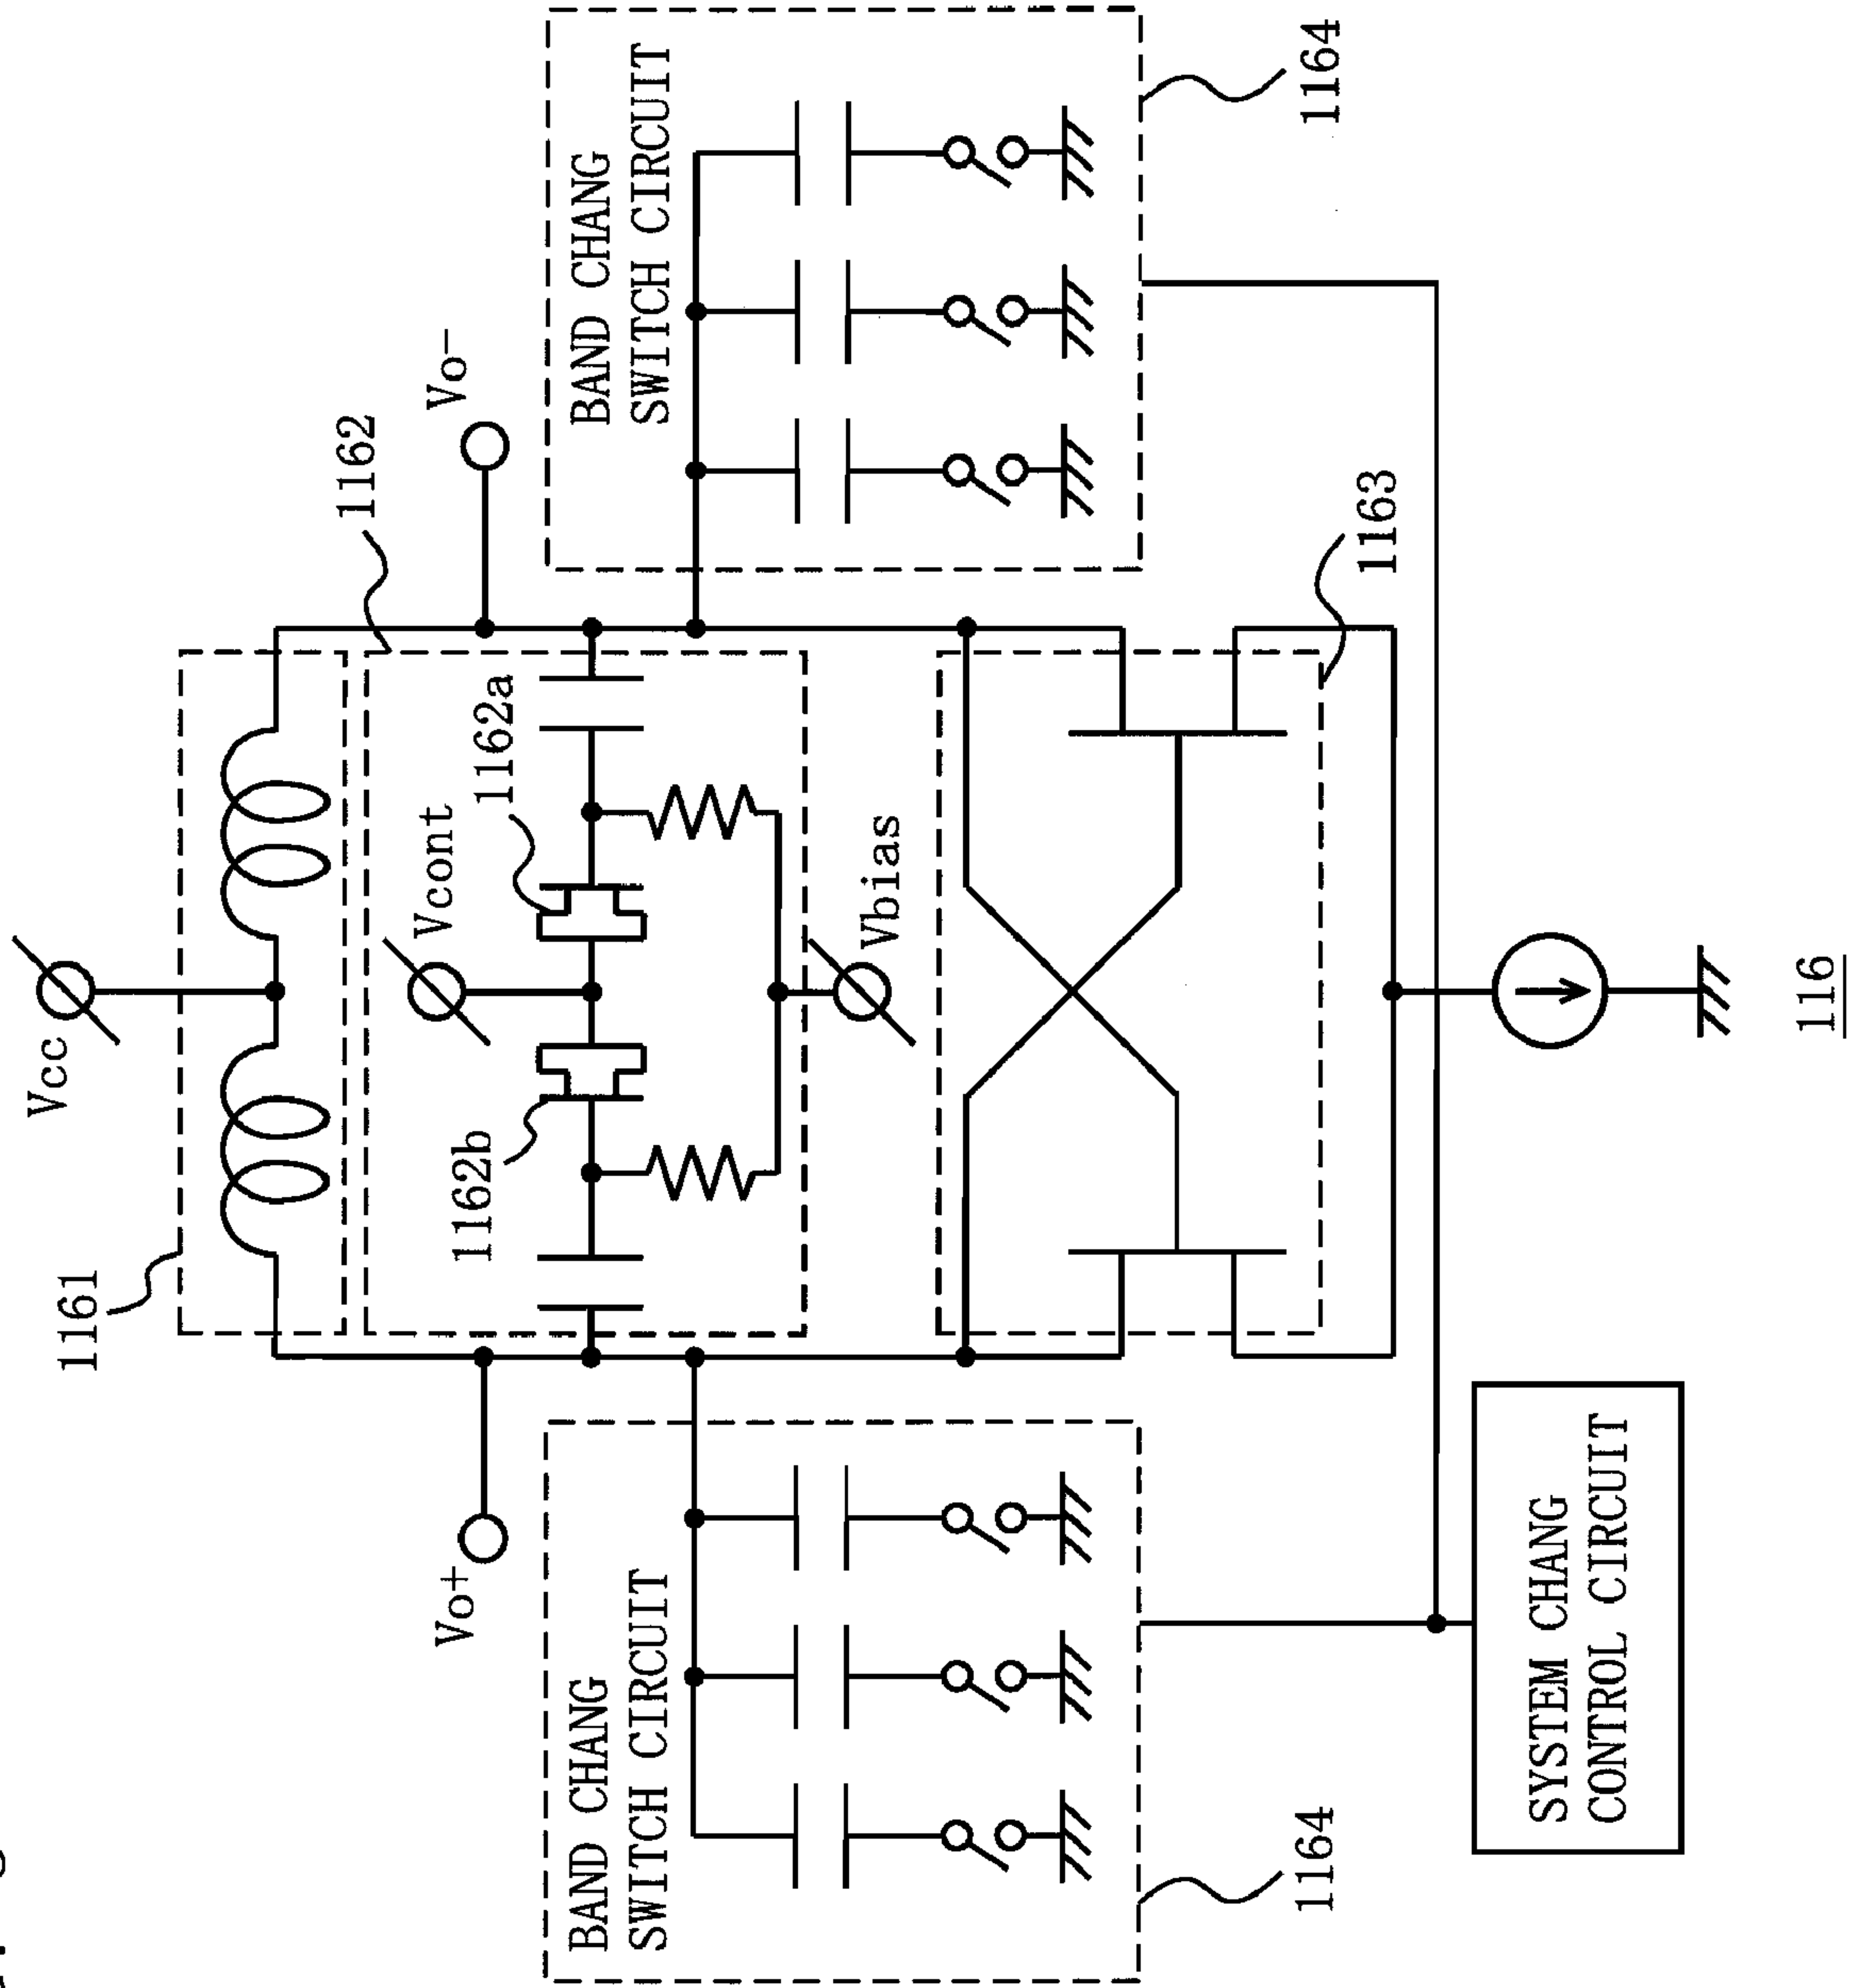 Vcc
1161
1162
Vo+
Vo−
Vcont
1162b
1162a
Vbias
BAND CHANG
SWITCH CIRCUIT
BAND CHANG
SWITCH CIRCUIT
1164
1163
1164
SYSTEM CHANG
CONTROL CIRCUIT
116